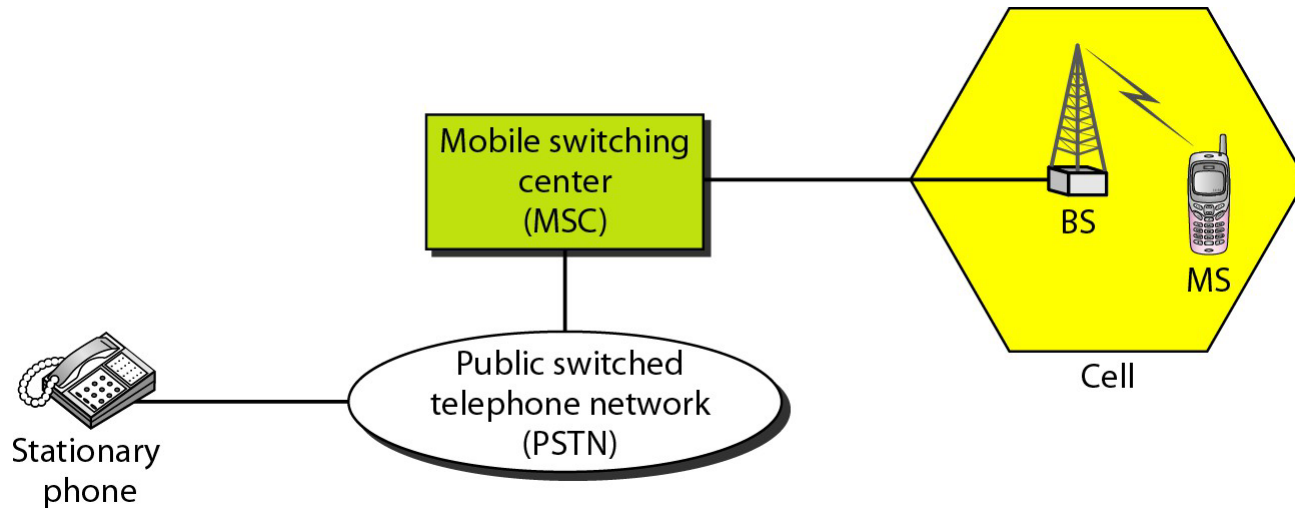 Mobile switching
center
(MSC)
BS
MS
Cell
Public switched
telephone network
(PSTN)
Stationary
phone